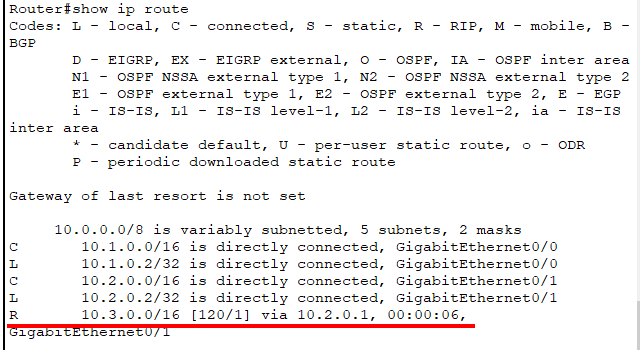 Router#show ip route
Codes: L - local, C - connected, S - static, R - RIP, M - mobile, B -
BGP
D - EIGRP, EX - EIGRP external, O - OSPF, IA - OSPF inter area
N1 - OSPF NSSA external type 1, N2 - OSPF NSSA external type 2
E1 - OSPF external type 1, E2 - OSPF external type 2, E - EGP
i - IS-IS, L1 - IS-IS level-1, L2 - IS-IS level-2, ia - IS-IS
inter area
* - candidate default, U - per-user static route, o - ODR
P - periodic downloaded static route
Gateway of last resort is not set
10.0.0.0/8 is variably subnetted, 5 subnets, 2 masks
C 10.1.0.0/16 is directly connected, GigabitEthernet0/0
L 10.1.0.2/32 is directly connected, GigabitEthernet0/0
C 10.2.0.0/16 is directly connected, GigabitEthernet0/1
L 10.2.0.2/32 is directly connected, GigabitEthernet0/1
R 10.3.0.0/16 [120/1] via 10.2.0.1, 00:00:06,
GigabitEthernet0/1